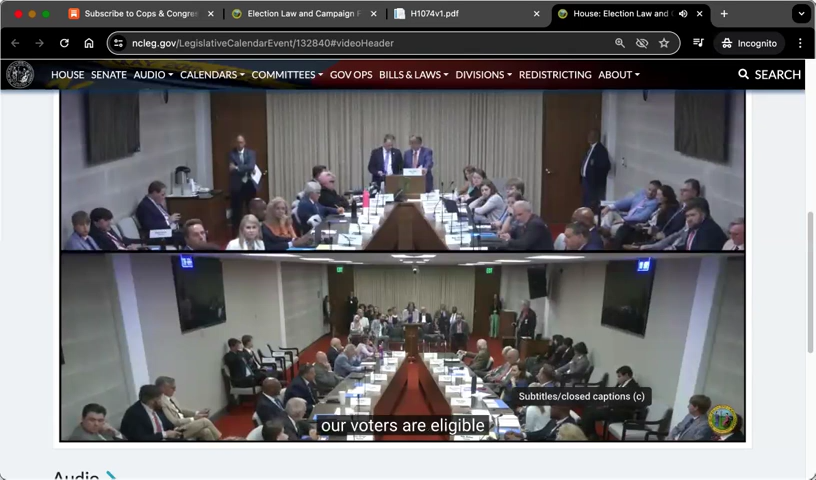 Subscribe to Cops & Congre
Election Law and Campaign F
H1074v1.pdf
House: Election Law and
ncleg.gov/LegislativeCalendarEvent/132840#videoHeader
Incognito
HOUSE SENATE AUDIO CALENDARS COMMITTEES GOV OPS BILLS & LAWS DIVISIONS REDISTRICTING ABOUT SEARCH
Subtitles/closed captions (c)
our voters are eligible
Audio